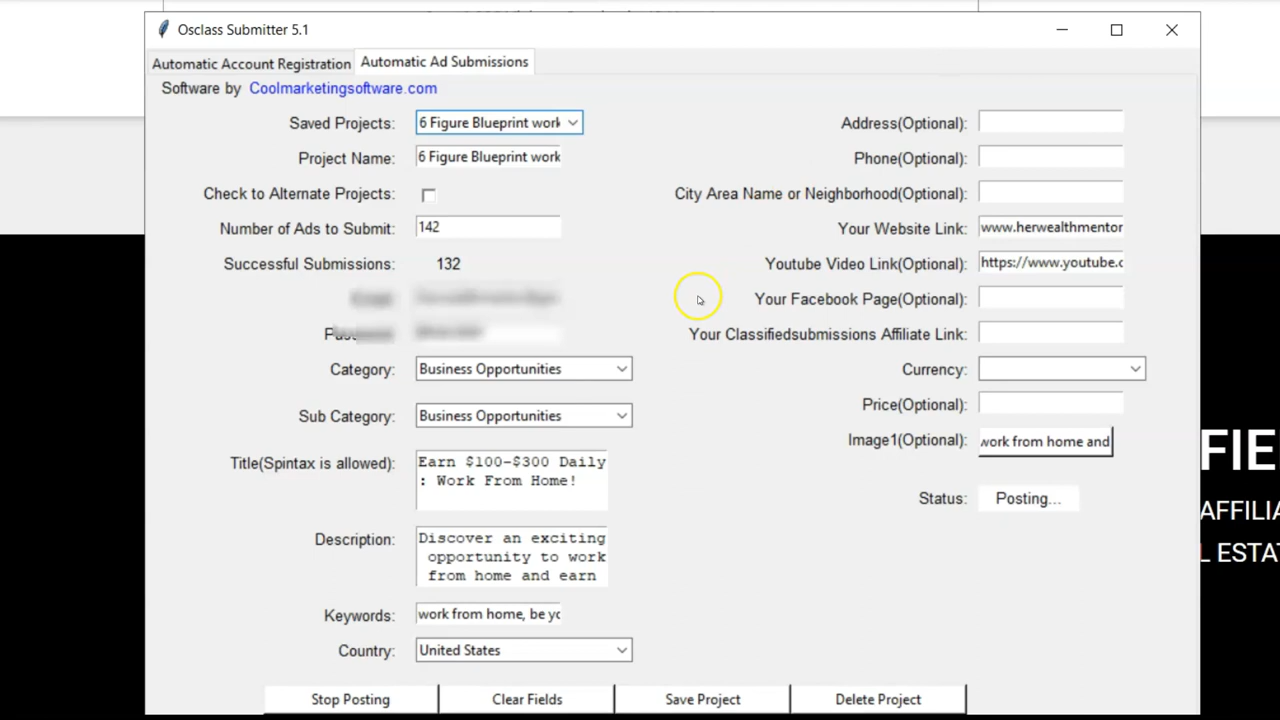 Osclass Submitter 5.1
Automatic Account Registration
Automatic Ad Submissions
Software by Coolmarketingsoftware.com
Saved Projects: 6 Figure Blueprint work
Project Name: 6 Figure Blueprint work
Check to Alternate Projects:
Number of Ads to Submit: 142
Successful Submissions: 132
Category: Business Opportunities
Sub Category: Business Opportunities
Title(Spintax is allowed): Earn $100-$300 Daily
: Work From Home!
Description: Discover an exciting
opportunity to work
from home and earn
Keywords: work from home, be yo
Country: United States
Address(Optional):
Phone(Optional):
City Area Name or Neighborhood(Optional):
Your Website Link: www.herwealthmentor
Youtube Video Link(Optional): https://www.youtube.c
Your Facebook Page(Optional):
Your Classifiedsubmissions Affiliate Link:
Currency:
Price(Optional):
Image1(Optional): work from home and
Status: Posting...
Stop Posting
Clear Fields
Save Project
Delete Project
FIE
AFFILIA
L ESTAT